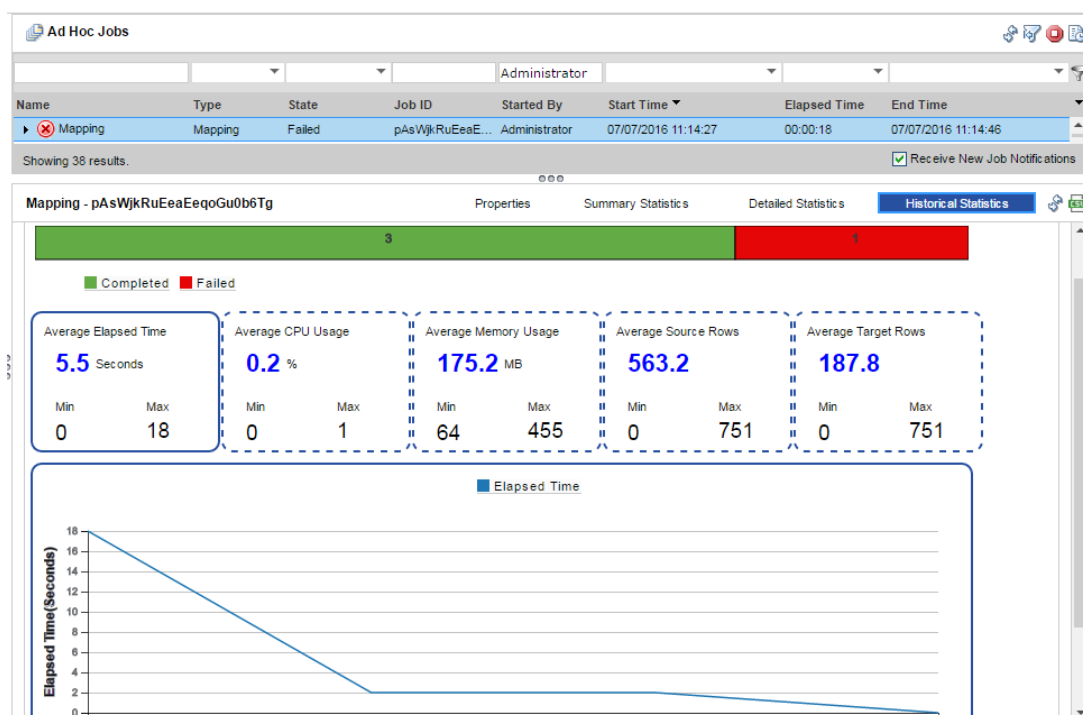 Ad Hoc Jobs
Administrator
Name Type State Job ID Started By Start Time Elapsed Time End Time
Mapping Mapping Failed pAsWjkRuEeaE... Administrator 07/07/2016 11:14:27 00:00:18 07/07/2016 11:14:46
Showing 38 results. Receive New Job Notifications
Mapping - pAsWjkRuEeaEeqoGu0b6Tg Properties Summary Statistics Detailed Statistics Historical Statistics
3 1
Completed Failed
Average Elapsed Time Average CPU Usage Average Memory Usage Average Source Rows Average Target Rows
5.5 Seconds 0.2 % 175.2 MB 563.2 187.8
Min Max Min Max Min Max Min Max Min Max
0 18 0 1 64 455 0 751 0 751
Elapsed Time
Elapsed Time(Seconds)
18
16
14
12
10
8
6
4
2
0